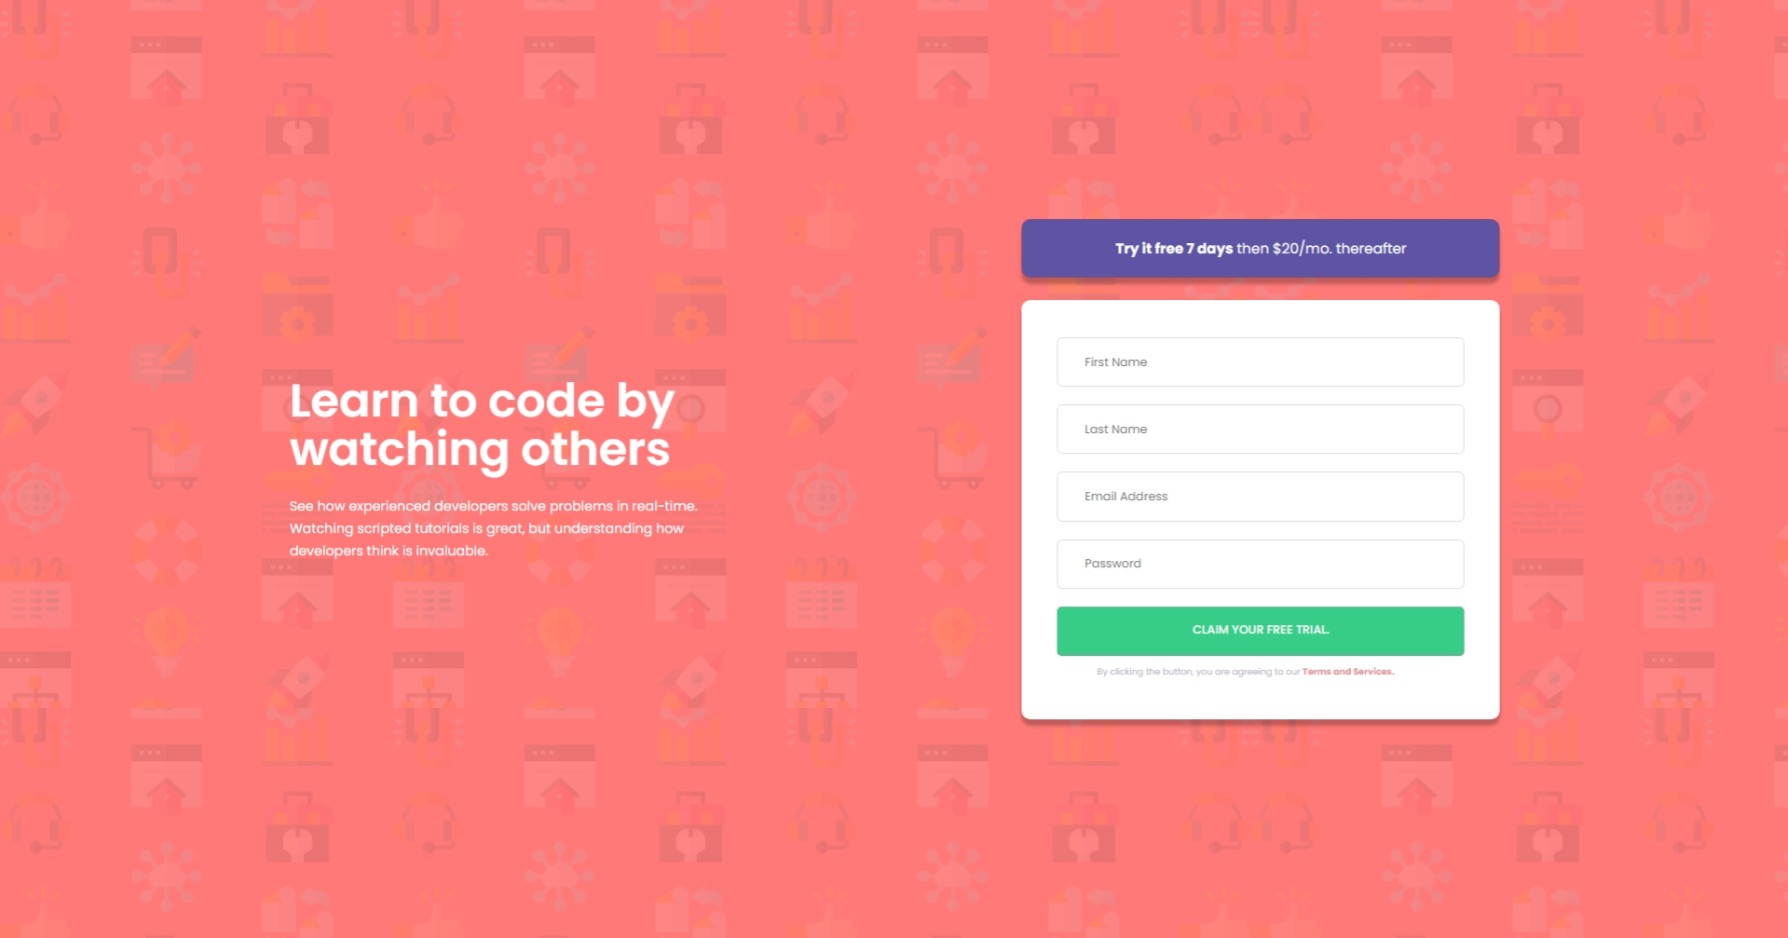 Learn to code by
watching others
See how experienced developers solve problems in real-time.
Watching scripted tutorials is great, but understanding how
developers think is invaluable.
Try it free 7 days then $20/mo. thereafter
First Name
Last Name
Email Address
Password
CLAIM YOUR FREE TRIAL.
By clicking the button, you are agreeing to our Terms and Services.